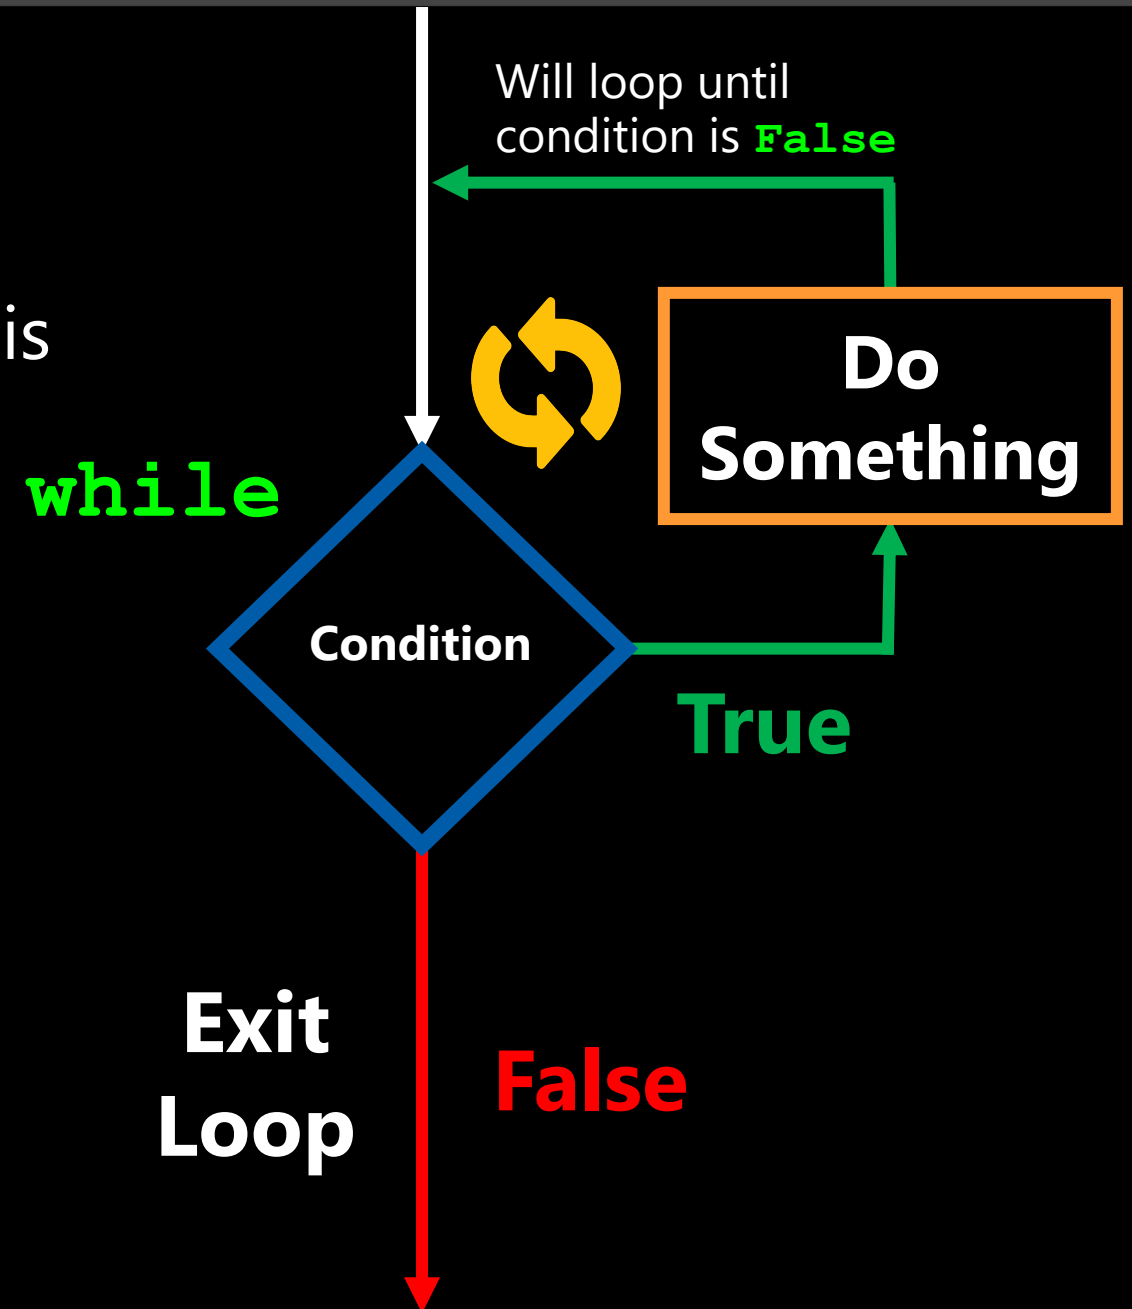 Will loop until
condition is False
is
while
Do
Something
Condition
True
Exit
Loop
False